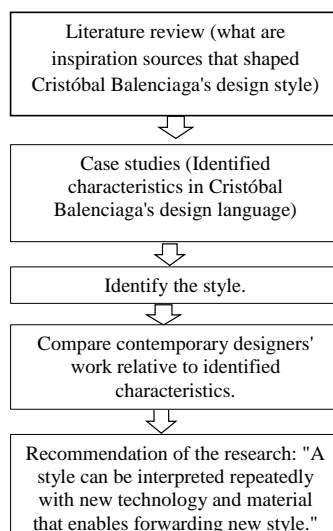 Literature review (what are
inspiration sources that shaped
Cristóbal Balenciaga's design style)
Case studies (Identified
characteristics in Cristóbal
Balenciaga's design language)
Identify the style.
Compare contemporary designers'
work relative to identified
characteristics.
Recommendation of the research: "A
style can be interpreted repeatedly
with new technology and material
that enables forwarding new style."